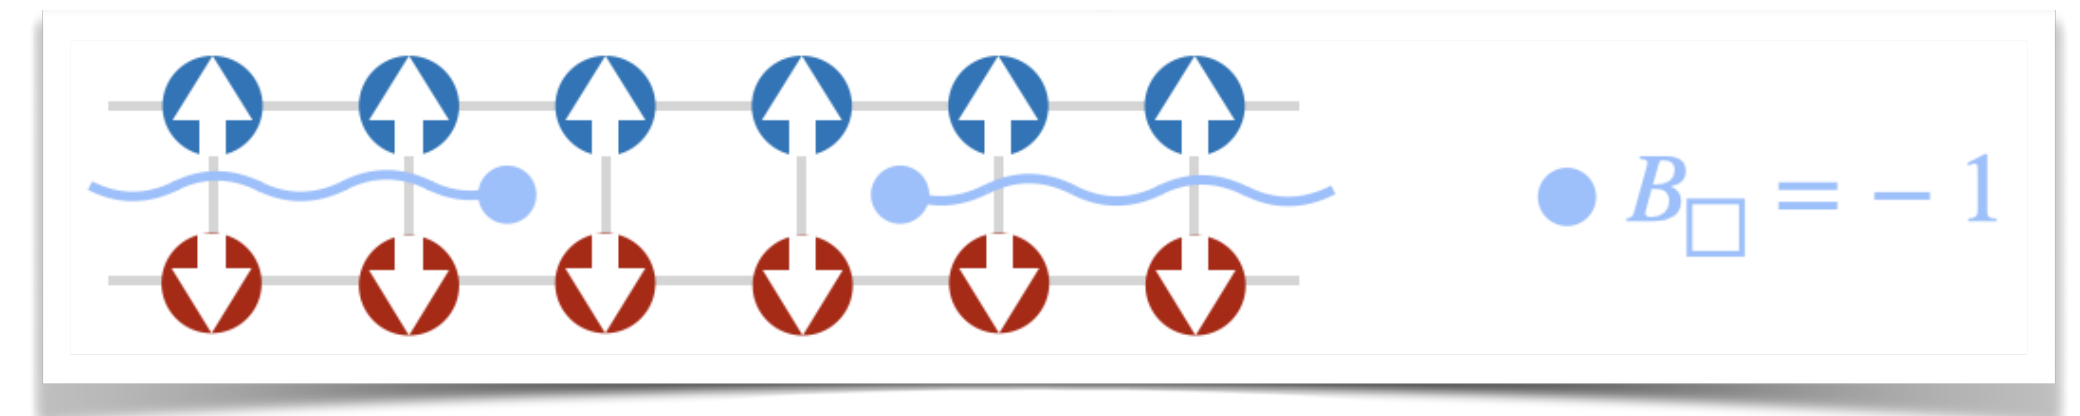 B□ = − 1